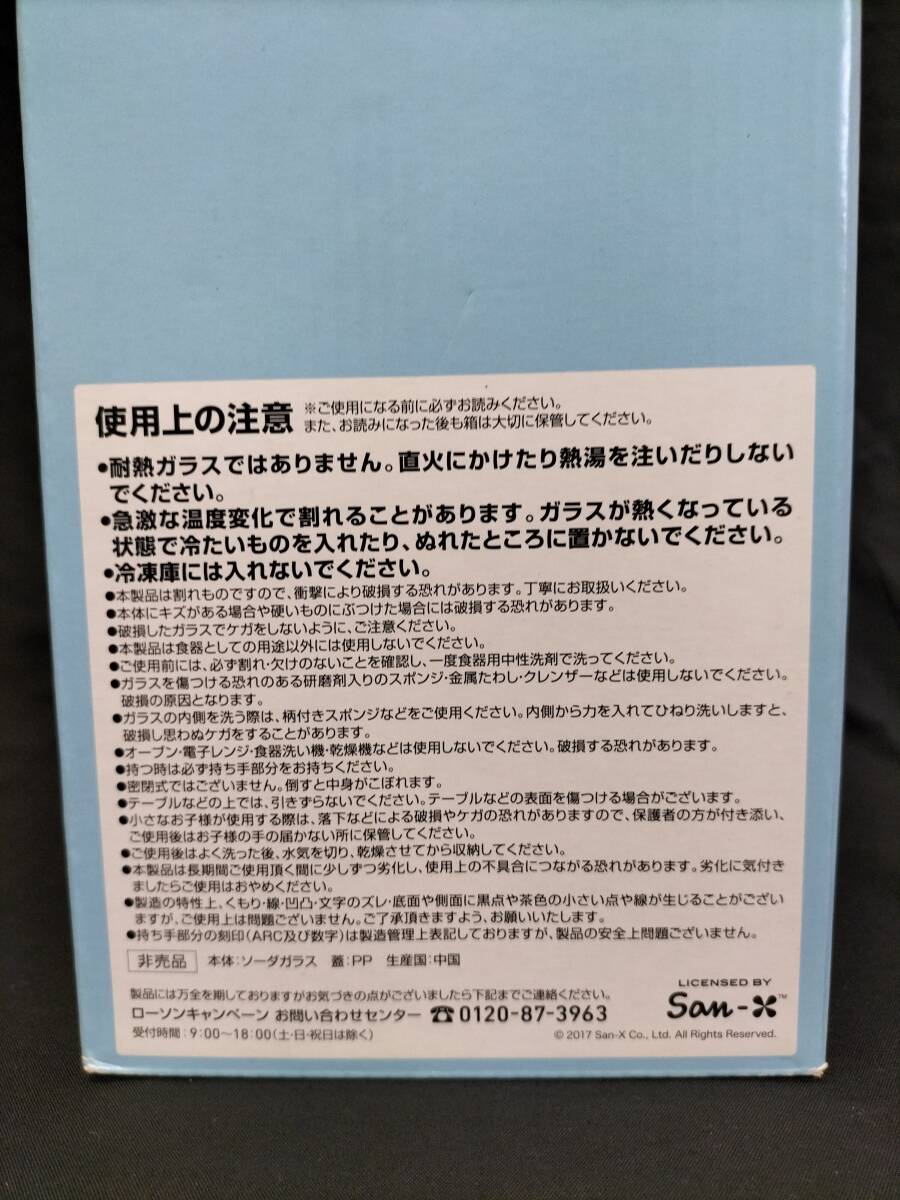 使用上の注意 ※ご使用になる前に必ずお読みください。
また、お読みになった後も箱は大切に保管してください。
●耐熱ガラスではありません。直火にかけたり熱湯を注いだりしない
でください。
●急激な温度変化で割れることがあります。ガラスが熱くなっている
状態で冷たいものを入れたり、ぬれたところに置かないでください。
●冷凍庫には入れないでください。
●本製品は割れものですので、衝撃により破損する恐れがあります。丁寧にお取扱いください。
●本体にキズがある場合や硬いものにぶつけた場合には破損する恐れがあります。
●破損したガラスでケガをしないように、ご注意ください。
●本製品は食器としての用途以外には使用しないでください。
●ご使用前には、必ず割れ・欠けのないことを確認し、一度食器用中性洗剤で洗ってください。
●ガラスを傷つける恐れのある研磨剤入りのスポンジ・金属たわし・クレンザーなどは使用しないでください。
破損の原因となります。
●ガラスの内側を洗う際は、柄付きスポンジなどをご使用ください。内側から力を入れてひねり洗いしますと、
破損し思わぬケガをすることがあります。
●オーブン・電子レンジ・食器洗い機・乾燥機などは使用しないでください。破損する恐れがあります。
●持つ時は必ず持ち手部分をお持ちください。
●密閉式ではございません。倒すと中身がこぼれます。
●テーブルなどの上では、引きずらないでください。テーブルなどの表面を傷つける場合がございます。
●小さなお子様が使用する際は、落下などによる破損やケガの恐れがありますので、保護者の方が付き添い、
ご使用後はお子様の手の届かない所に保管してください。
●ご使用後はよく洗った後、水気を切り、乾燥させてから収納してください。
●本製品は長期間ご使用頂く間に少しずつ劣化し、使用上の不具合につながる恐れがあります。劣化に気付き
ましたらご使用はおやめください。
●製造の特性上、くもり・線・凹凸・文字のズレ・底面や側面に黒点や茶色の小さい点や線が生じることがござい
ますが、ご使用上は問題ございません。ご了承頂きますよう、お願いいたします。
●持ち手部分の刻印(ARC及び数字)は製造管理上表記しておりますが、製品の安全上問題ございません。
非売品 本体:ソーダガラス 蓋:PP 生産国:中国
製品には万全を期しておりますがお気づきの点がございましたら下記までご連絡ください。
ローソンキャンペーン お問い合わせセンター ☎0120-87-3963
受付時間:9:00〜18:00(土・日・祝日は除く)
LICENSED BY
San-X™
© 2017 San-X Co., Ltd. All Rights Reserved.